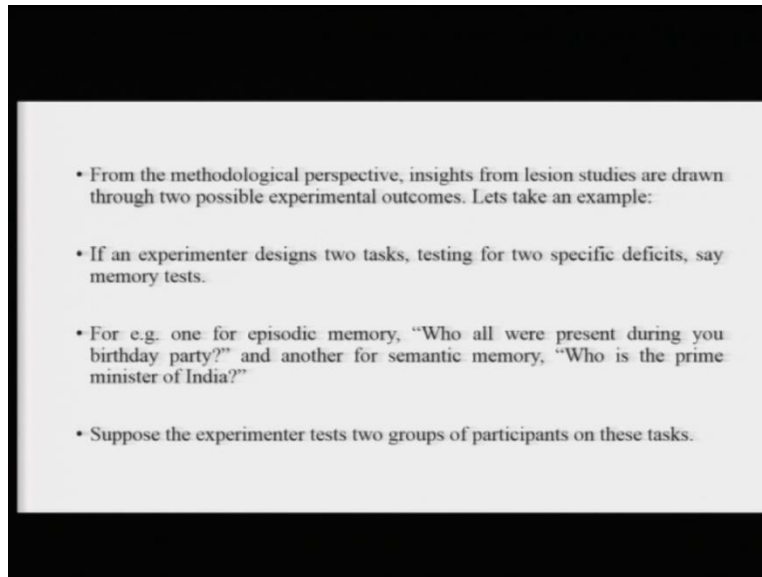 • From the methodological perspective, insights from lesion studies are drawn
through two possible experimental outcomes. Lets take an example:
• If an experimenter designs two tasks, testing for two specific deficits, say
memory tests.
• For e.g. one for episodic memory, “Who all were present during you
birthday party?” and another for semantic memory, “Who is the prime
minister of India?”
• Suppose the experimenter tests two groups of participants on these tasks.